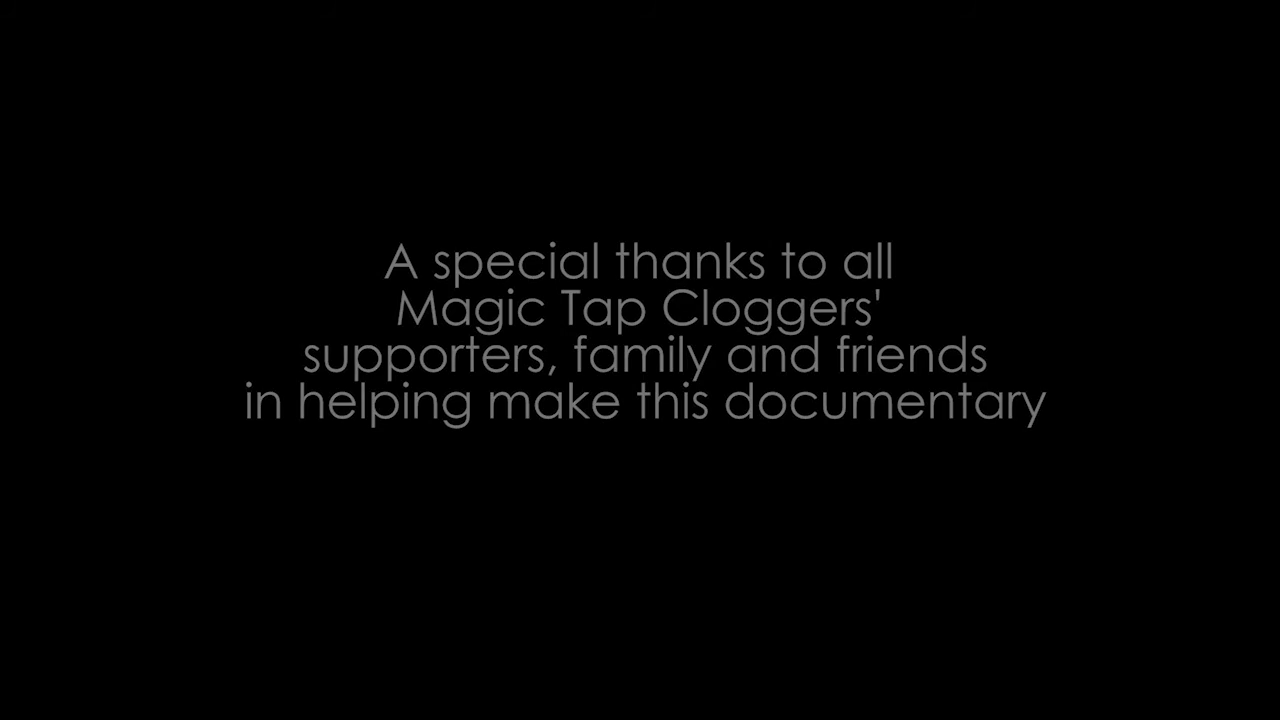 A special thanks to all
Magic Tap Cloggers'
supporters, family and friends
in helping make this documentary